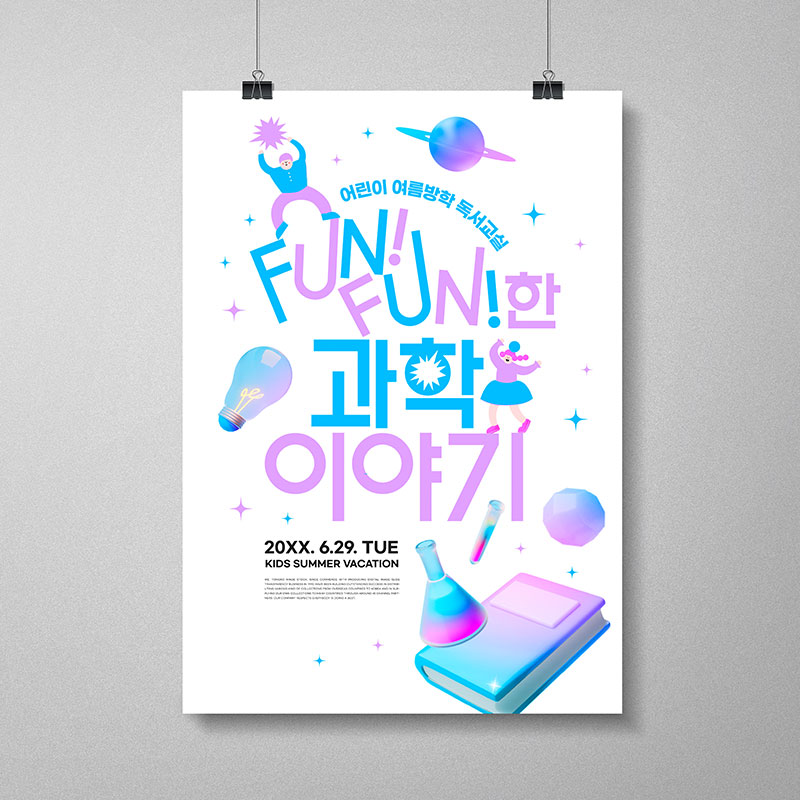 어린이 여름방학 독서교실
FUN!
FUN!한
과학
이야기
20XX. 6.29. TUE
KIDS SUMMER VACATION